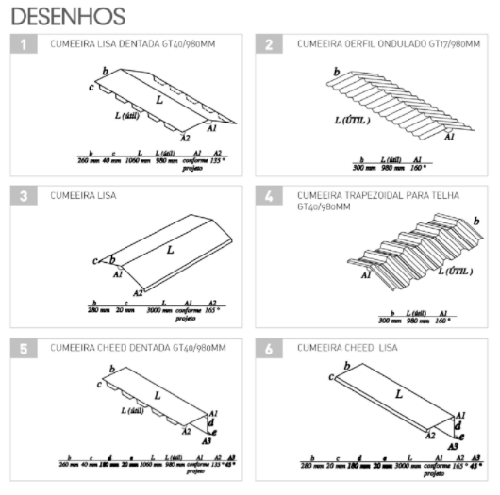 DESENHOS
1 CUMEEIRA LISA DENTADA GT40/980MM
b
c
L
L (útil)
A1
A2
b c L L (útil) A1 A2
260 mm 40 mm 1060 mm 980 mm conforme 135 °
projeto
2 CUMEEIRA OERFIL ONDULADO GT17/980MM
b
L (ÚTIL )
A1
b L (útil) A1
300 mm 980 mm 160 °
3 CUMEEIRA LISA
b
c
L
A1
A2
b c L A1 A2
280 mm 20 mm 3000 mm conforme 165 °
projeto
4 CUMEEIRA TRAPEZOIDAL PARA TELHA
GT40/980MM
b
A1
L (ÚTIL )
b L (útil) A1
300 mm 980 mm 160 °
5 CUMEEIRA CHEED DENTADA GT40/980MM
b
c
L
L (útil)
A1
d
A2
e
A3
b c d e L L (útil) A1 A2 A3
260 mm 40 mm 180 mm 20 mm 1060 mm 980 mm conforme 135 ° 45 °
projeto
6 CUMEEIRA CHEED LISA
b
c
L
A1
d
A2
e
A3
b c d e L A1 A2 A3
280 mm 20 mm 180 mm 20 mm 3000 mm conforme 165 ° 45 °
projeto